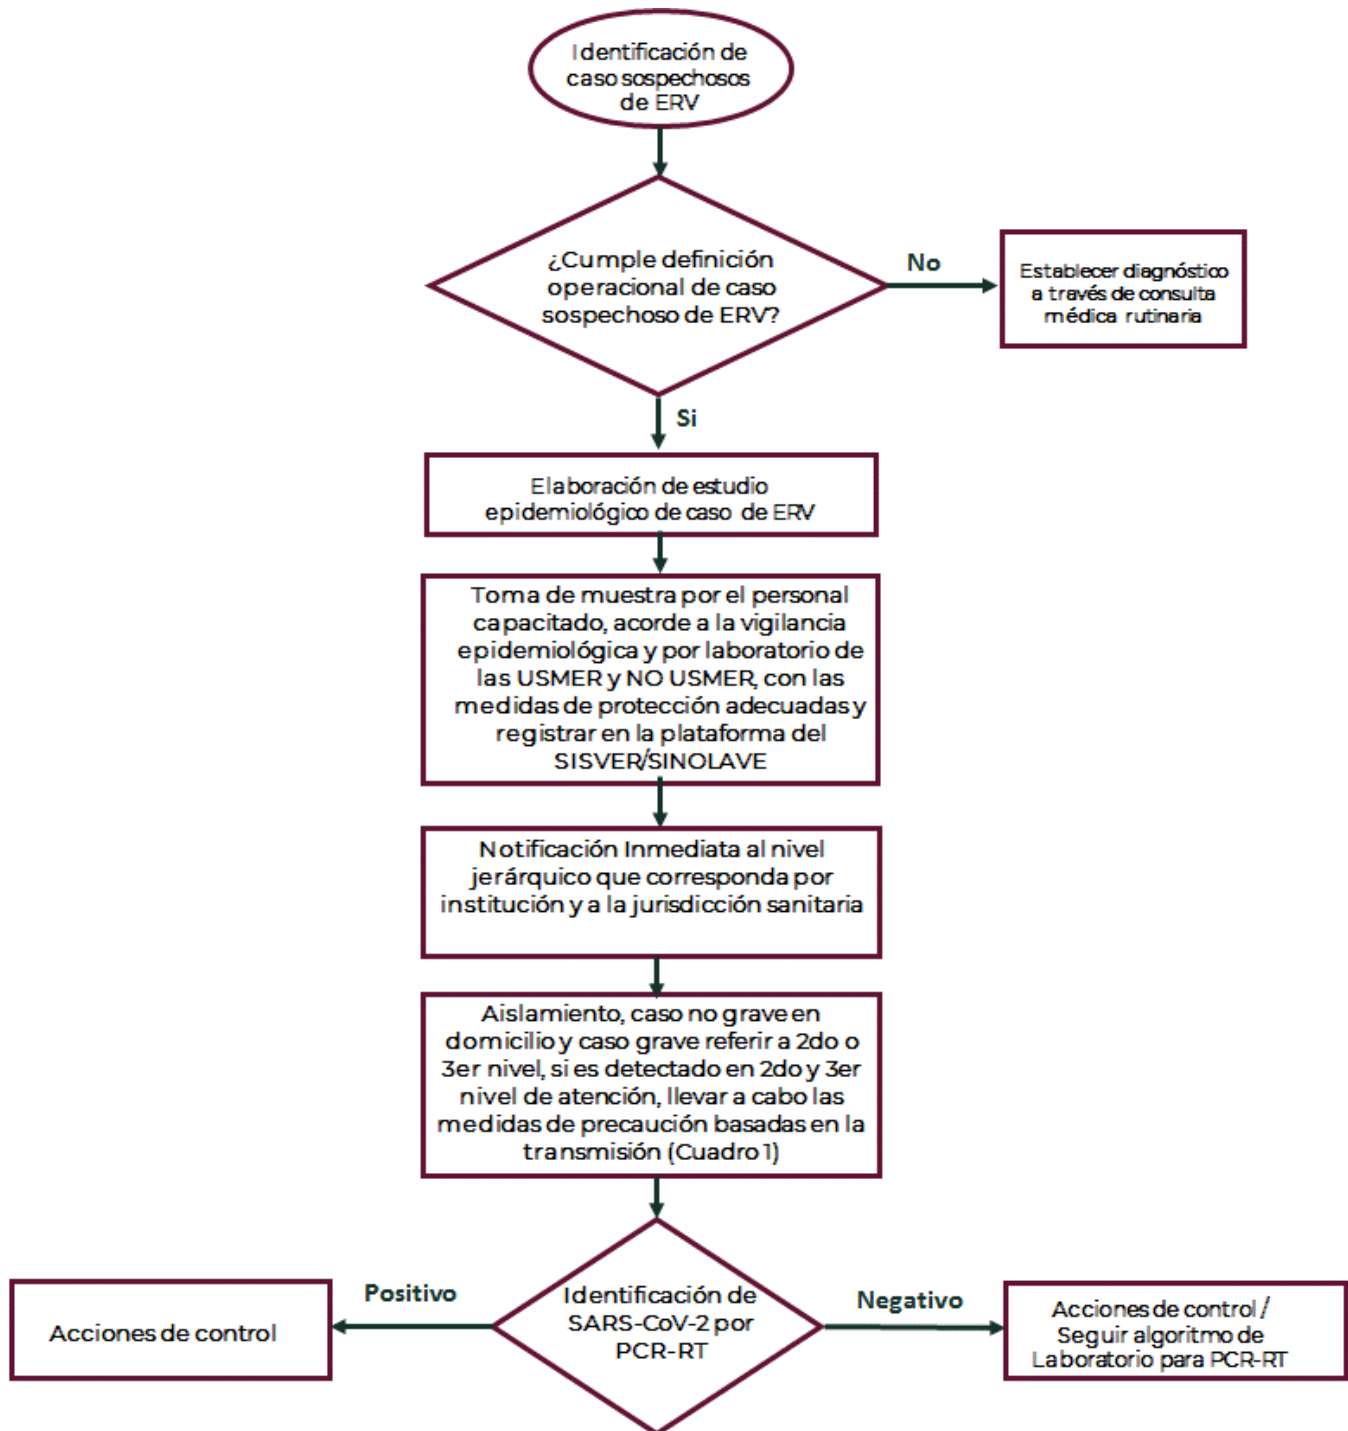 Identificación de
caso sospechosos
de ERV
¿Cumple definición
operacional de caso
sospechoso de ERV?
No
Establecer diagnóstico
a través de consulta
médica rutinaria
Si
Elaboración de estudio
epidemiológico de caso de ERV
Toma de muestra por el personal
capacitado, acorde a la vigilancia
epidemiológica y por laboratorio de
las USMER y NO USMER, con las
medidas de protección adecuadas y
registrar en la plataforma del
SISVER/SINOLAVE
Notificación Inmediata al nivel
jerárquico que corresponda por
institución y a la jurisdicción sanitaria
Aislamiento, caso no grave en
domicilio y caso grave referir a 2do o
3er nivel, si es detectado en 2do y 3er
nivel de atención, llevar a cabo las
medidas de precaución basadas en la
transmisión (Cuadro 1)
Identificación de
SARS-CoV-2 por
PCR-RT
Positivo
Acciones de control
Negativo
Acciones de control /
Seguir algoritmo de
Laboratorio para PCR-RT